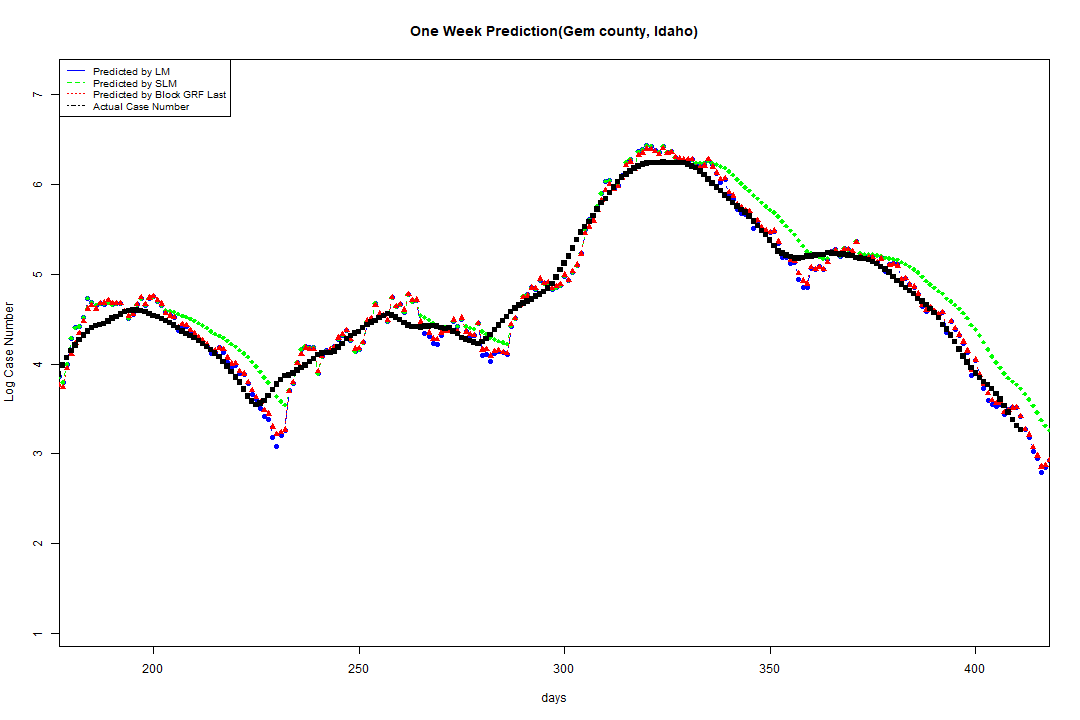 One Week Prediction(Gem county, Idaho)
Predicted by LM
Predicted by SLM
Predicted by Block GRF Last
Actual Case Number
7
6
5
4
3
2
1
Log Case Number
200 250 300 350 400
days